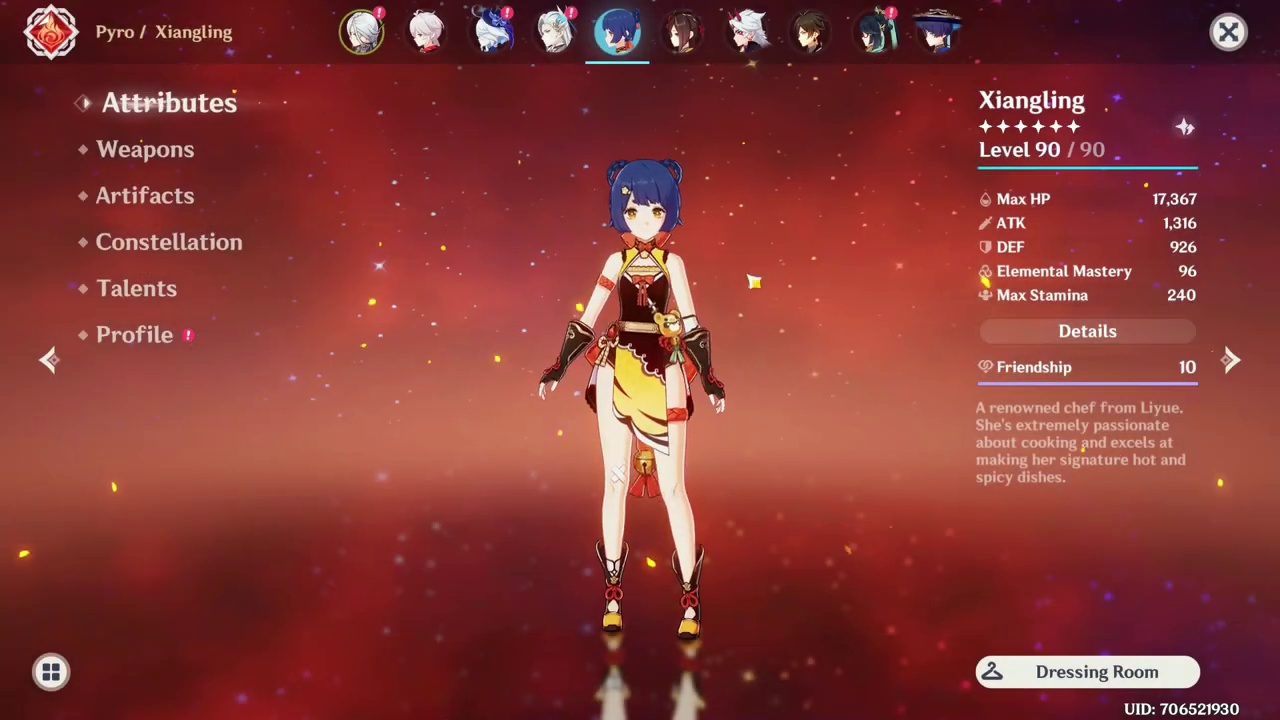 Pyro / Xiangling
Attributes
Weapons
Artifacts
Constellation
Talents
Profile
Xiangling
Level 90 / 90
Max HP 17,367
ATK 1,316
DEF 926
Elemental Mastery 96
Max Stamina 240
Details
Friendship 10
A renowned chef from Liyue.
She's extremely passionate
about cooking and excels at
making her signature hot and
spicy dishes.
Dressing Room
UID: 706521930